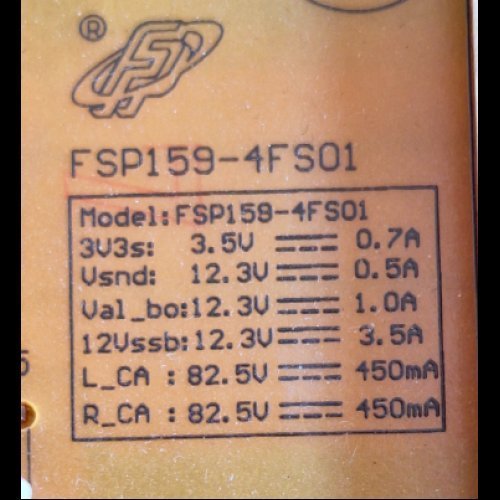 ®
FSP
FSP159-4FS01
Model:FSP159-4FS01
3V3s: 3.5V 0.7A
Vsnd: 12.3V 0.5A
Val_bo:12.3V 1.0A
12Vssb:12.3V 3.5A
L_CA : 82.5V 450mA
R_CA : 82.5V 450mA